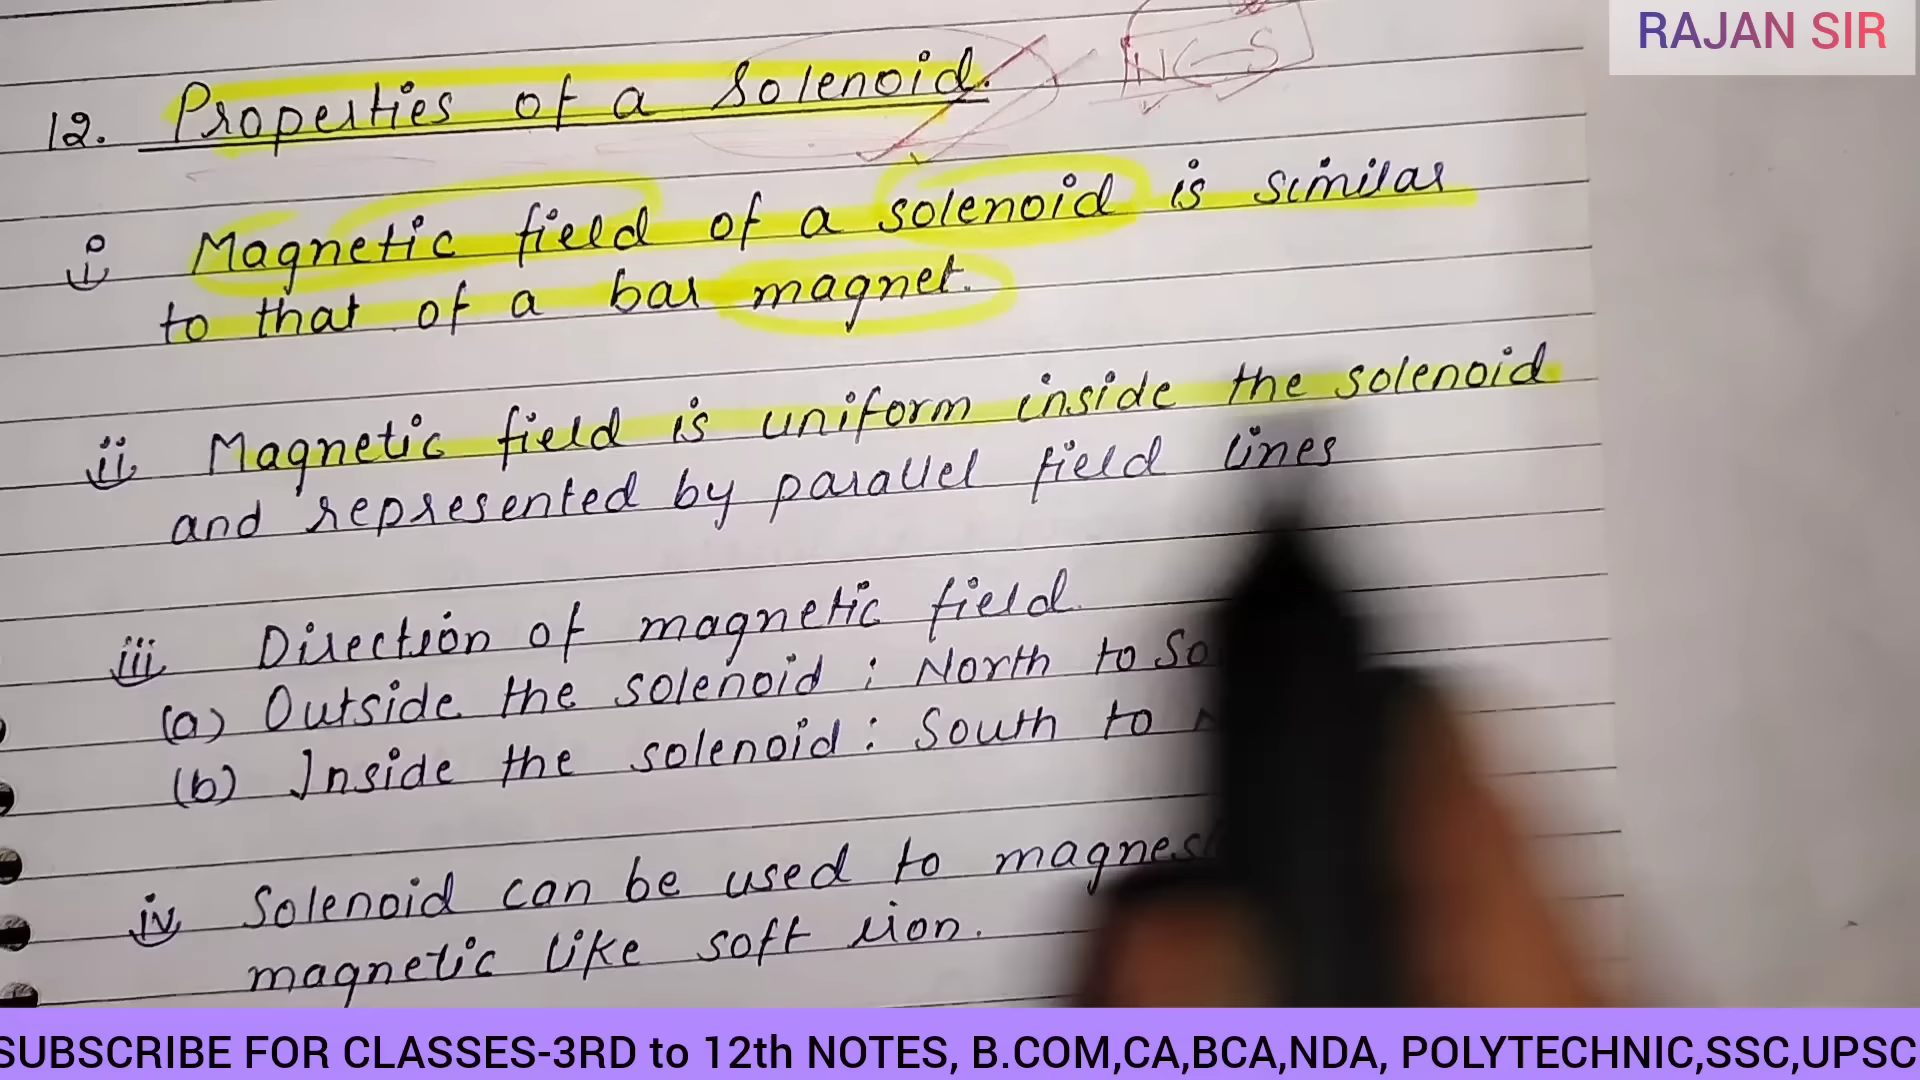 RAJAN SIR
12. Properties of a Solenoid.
i Magnetic field of a solenoid is similar
to that of a bar magnet.
ii Magnetic field is uniform inside the solenoid
and represented by parallel field lines
iii Direction of magnetic field.
(a) Outside the solenoid : North to So
(b) Inside the solenoid : South to
iv Solenoid can be used to
magnetic like soft iron.
SUBSCRIBE FOR CLASSES-3RD to 12th NOTES, B.COM,CA,BCA,NDA, POLYTECHNIC,SSC,UPSC